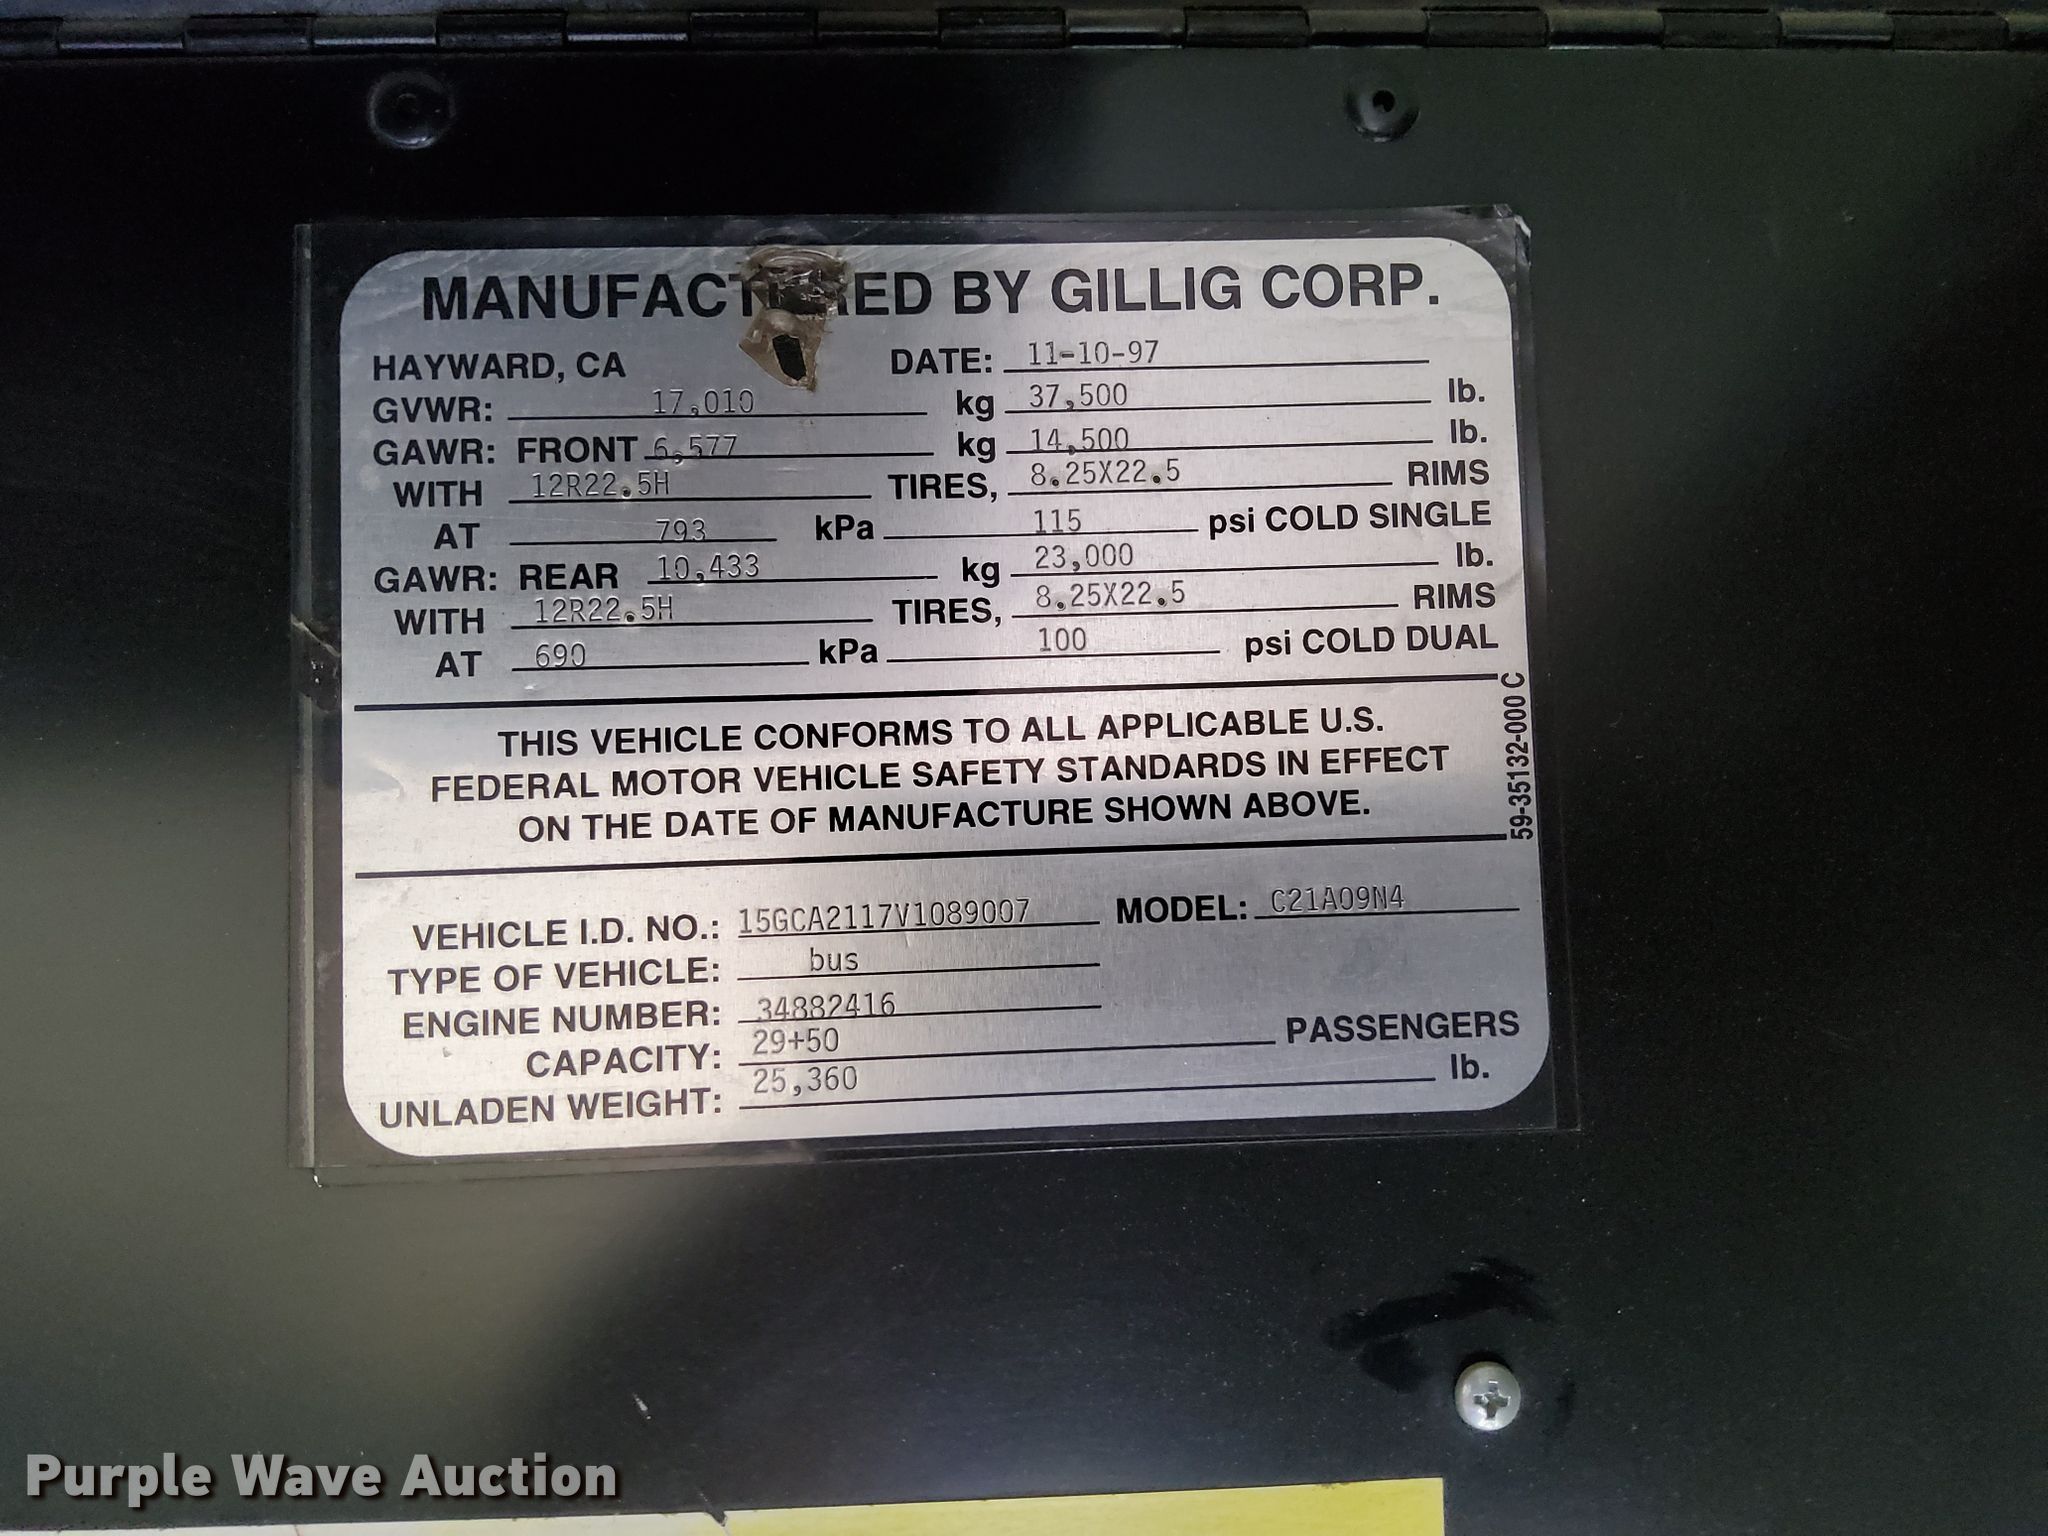 MANUFACTURED BY GILLIG CORP.
HAYWARD, CA DATE: 11-10-97
GVWR: 17,010 kg 37,500 lb.
GAWR: FRONT 6,577 kg 14,500 lb.
WITH 12R22.5H TIRES, 8.25X22.5 RIMS
AT 793 kPa 115 psi COLD SINGLE
GAWR: REAR 10,433 kg 23,000 lb.
WITH 12R22.5H TIRES, 8.25X22.5 RIMS
AT 690 kPa 100 psi COLD DUAL
THIS VEHICLE CONFORMS TO ALL APPLICABLE U.S.
FEDERAL MOTOR VEHICLE SAFETY STANDARDS IN EFFECT
ON THE DATE OF MANUFACTURE SHOWN ABOVE.
59-35132-000 C
VEHICLE I.D. NO.: 15GCA2117V1089007 MODEL: C21A09N4
TYPE OF VEHICLE: bus
ENGINE NUMBER: 34882416
CAPACITY: 29+50 PASSENGERS
UNLADEN WEIGHT: 25,360 lb.
Purple Wave Auction